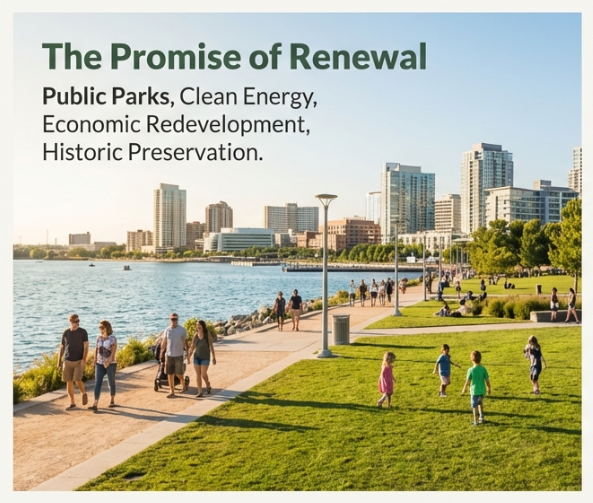 The Promise of Renewal
Public Parks, Clean Energy,
Economic Redevelopment,
Historic Preservation.